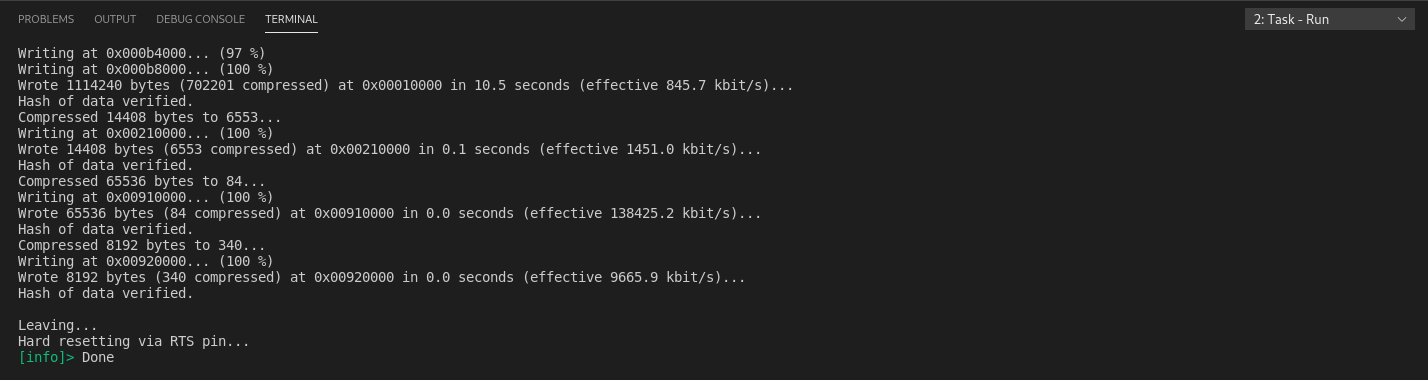 PROBLEMS OUTPUT DEBUG CONSOLE TERMINAL 2: Task - Run
Writing at 0x000b4000... (97 %)
Writing at 0x000b8000... (100 %)
Wrote 1114240 bytes (702201 compressed) at 0x00010000 in 10.5 seconds (effective 845.7 kbit/s)...
Hash of data verified.
Compressed 14408 bytes to 6553...
Writing at 0x00210000... (100 %)
Wrote 14408 bytes (6553 compressed) at 0x00210000 in 0.1 seconds (effective 1451.0 kbit/s)...
Hash of data verified.
Compressed 65536 bytes to 84...
Writing at 0x00910000... (100 %)
Wrote 65536 bytes (84 compressed) at 0x00910000 in 0.0 seconds (effective 138425.2 kbit/s)...
Hash of data verified.
Compressed 8192 bytes to 340...
Writing at 0x00920000... (100 %)
Wrote 8192 bytes (340 compressed) at 0x00920000 in 0.0 seconds (effective 9665.9 kbit/s)...
Hash of data verified.
Leaving...
Hard resetting via RTS pin...
[info]> Done